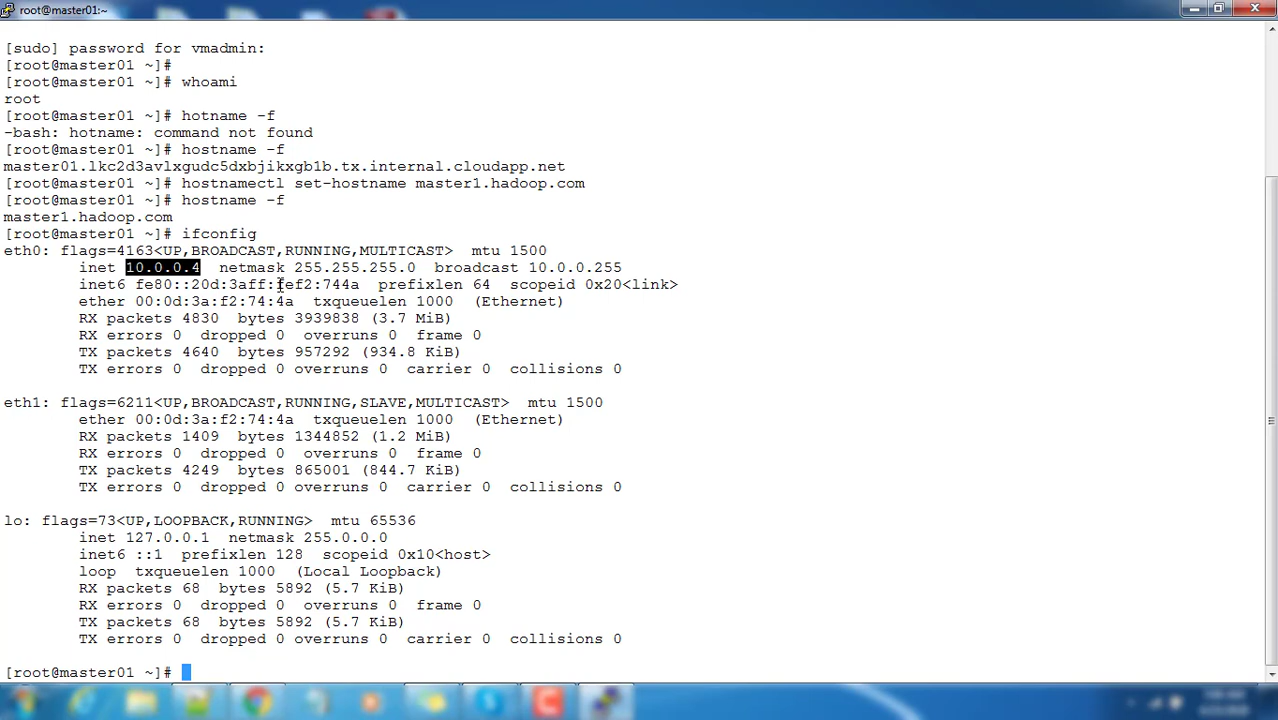 root@master01:~
[sudo] password for vmadmin:
[root@master01 ~]#
[root@master01 ~]# whoami
root
[root@master01 ~]# hotname -f
-bash: hotname: command not found
[root@master01 ~]# hostname -f
master01.lkc2d3avlxgudc5dxbjikxgb1b.tx.internal.cloudapp.net
[root@master01 ~]# hostnamectl set-hostname master1.hadoop.com
[root@master01 ~]# hostname -f
master1.hadoop.com
[root@master01 ~]# ifconfig
eth0: flags=4163<UP,BROADCAST,RUNNING,MULTICAST>  mtu 1500
        inet 10.0.0.4  netmask 255.255.255.0  broadcast 10.0.0.255
        inet6 fe80::20d:3aff:fef2:744a  prefixlen 64  scopeid 0x20<link>
        ether 00:0d:3a:f2:74:4a  txqueuelen 1000  (Ethernet)
        RX packets 4830  bytes 3939838 (3.7 MiB)
        RX errors 0  dropped 0  overruns 0  frame 0
        TX packets 4640  bytes 957292 (934.8 KiB)
        TX errors 0  dropped 0 overruns 0  carrier 0  collisions 0
eth1: flags=6211<UP,BROADCAST,RUNNING,SLAVE,MULTICAST>  mtu 1500
        ether 00:0d:3a:f2:74:4a  txqueuelen 1000  (Ethernet)
        RX packets 1409  bytes 1344852 (1.2 MiB)
        RX errors 0  dropped 0  overruns 0  frame 0
        TX packets 4249  bytes 865001 (844.7 KiB)
        TX errors 0  dropped 0 overruns 0  carrier 0  collisions 0
lo: flags=73<UP,LOOPBACK,RUNNING>  mtu 65536
        inet 127.0.0.1  netmask 255.0.0.0
        inet6 ::1  prefixlen 128  scopeid 0x10<host>
        loop  txqueuelen 1000  (Local Loopback)
        RX packets 68  bytes 5892 (5.7 KiB)
        RX errors 0  dropped 0  overruns 0  frame 0
        TX packets 68  bytes 5892 (5.7 KiB)
        TX errors 0  dropped 0 overruns 0  carrier 0  collisions 0
[root@master01 ~]#